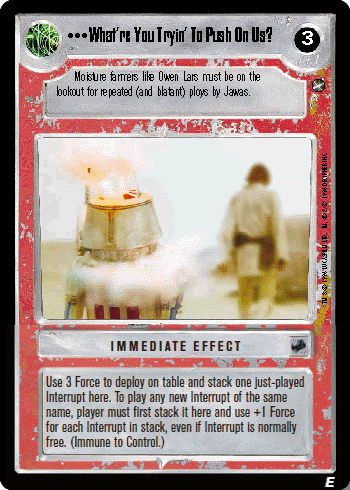 •••What're You Tryin' To Push On Us?
3
Moisture farmers like Owen Lars must be on the
lookout for repeated (and blatant) ploys by Jawas.
IMMEDIATE EFFECT
Use 3 Force to deploy on table and stack one just-played
Interrupt here. To play any new Interrupt of the same
name, player must first stack it here and use +1 Force
for each Interrupt in stack, even if Interrupt is normally
free. (Immune to Control.)
E